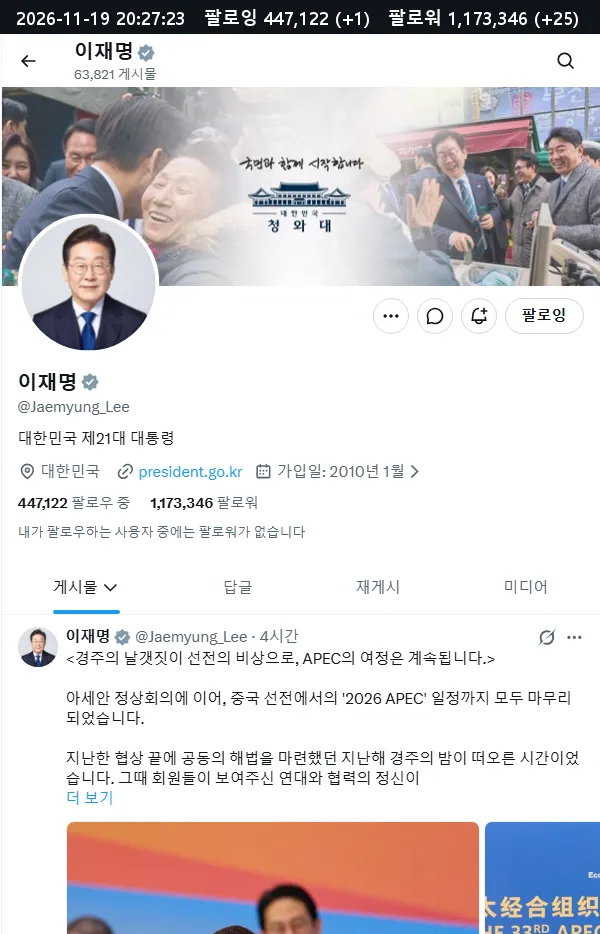 2026-11-19 20:27:23 팔로잉 447,122 (+1) 팔로워 1,173,346 (+25)
이재명
63,821 게시물
국민과 함께 시작합니다
대한민국
청와대
팔로잉
이재명
@Jaemyung_Lee
대한민국 제21대 대통령
대한민국 president.go.kr 가입일: 2010년 1월
447,122 팔로우 중 1,173,346 팔로워
내가 팔로우하는 사용자 중에는 팔로워가 없습니다
게시물 답글 재게시 미디어
이재명 @Jaemyung_Lee · 4시간
<경주의 날갯짓이 선전의 비상으로, APEC의 여정은 계속됩니다.>
아세안 정상회의에 이어, 중국 선전에서의 '2026 APEC' 일정까지 모두 마무리
되었습니다.
지난한 협상 끝에 공동의 해법을 마련했던 지난해 경주의 밤이 떠오른 시간이었
습니다. 그때 회원들이 보여주신 연대와 협력의 정신이
더 보기
Eco
太经合组织
HE 33RD APEC